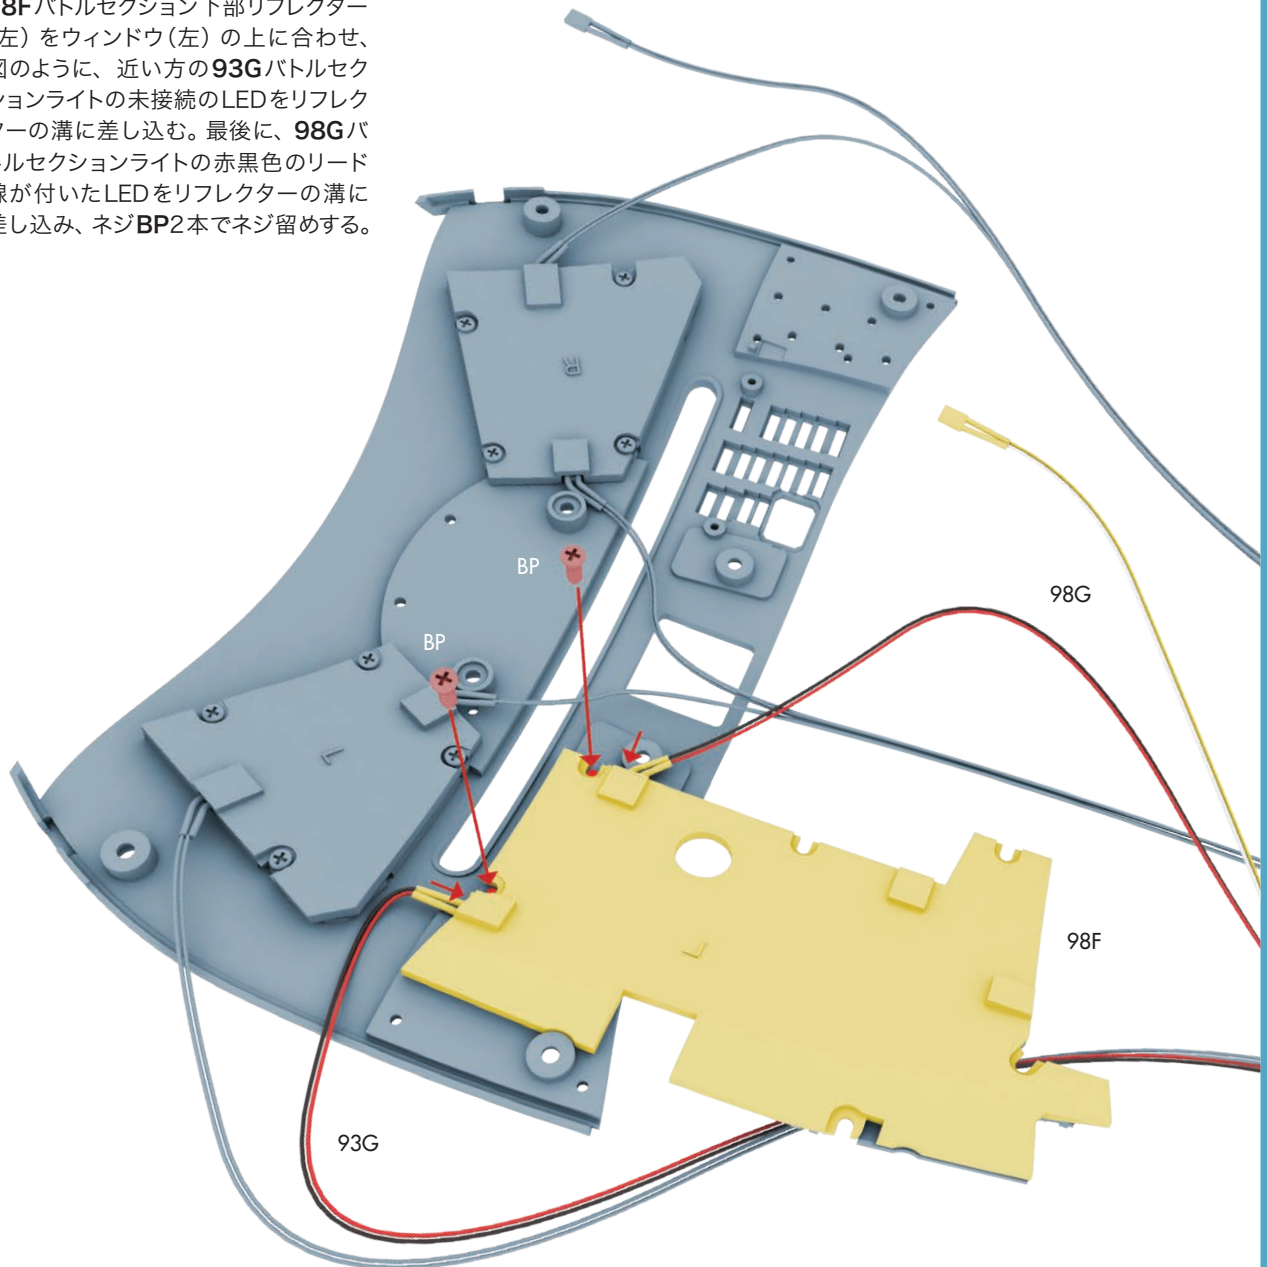 8Fバトルセクション下部リフレクター
左）をウィンドウ（左）の上に合わせ、
図のように、近い方の93Gバトルセク
ションライトの未接続のLEDをリフレク
ターの溝に差し込む。最後に、98Gバ
トルセクションライトの赤黒色のリード
線が付いたLEDをリフレクターの溝に
差し込み、ネジBP2本でネジ留めする。
R
BP
98G
BP
L
L
98F
93G